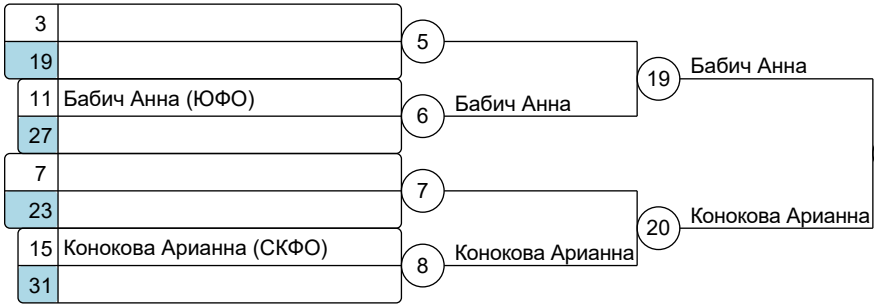 3
5
19
19 Бабич Анна
11 Бабич Анна (ЮФО)
6 Бабич Анна
27
7
7
23
20 Конокова Арианна
15 Конокова Арианна (СКФО)
8 Конокова Арианна
31